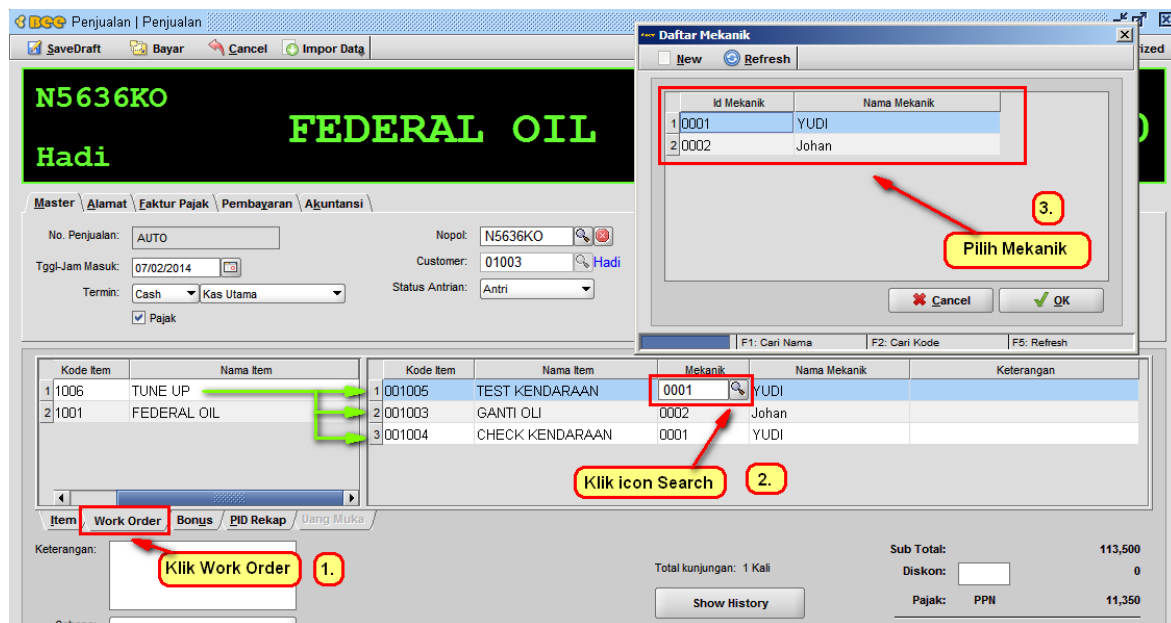 BEE Penjualan | Penjualan
SaveDraft Bayar Cancel Impor Data
N5636KO
FEDERAL OIL
Hadi
Master Alamat Faktur Pajak Pembayaran Akuntansi
No. Penjualan: AUTO
Nopol: N5636KO
Tggl-Jam Masuk: 07/02/2014
Customer: 01003 Hadi
Termin: Cash Kas Utama
Status Antrian: Antri
Pajak
Daftar Mekanik
New Refresh
Id Mekanik Nama Mekanik
1 0001 YUDI
2 0002 Johan
3.
Pilih Mekanik
Cancel OK
F1: Cari Nama F2: Cari Kode F5: Refresh
Kode Item Nama Item
1 1006 TUNE UP
2 1001 FEDERAL OIL
Kode Item Nama Item Mekanik Nama Mekanik Keterangan
1 001005 TEST KENDARAAN 0001 YUDI
2 001003 GANTI OLI 0002 Johan
3 001004 CHECK KENDARAAN 0001 YUDI
Klik icon Search 2.
Item Work Order Bonus PID Rekap Uang Muka
Keterangan:
Klik Work Order 1.
Total kunjungan: 1 Kali
Show History
Sub Total: 113,500
Diskon: 0
Pajak: PPN 11,350